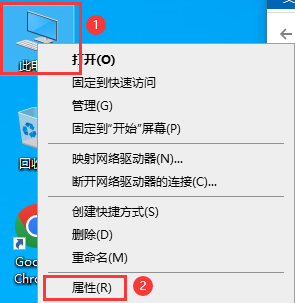 1
此电
打开(O)
固定到快速访问
管理(G)
固定到"开始"屏幕(P)
回收
映射网络驱动器(N)...
断开网络驱动器的连接(C)...
创建快捷方式(S)
删除(D)
重命名(M)
Goo
Chro
属性(R)
2